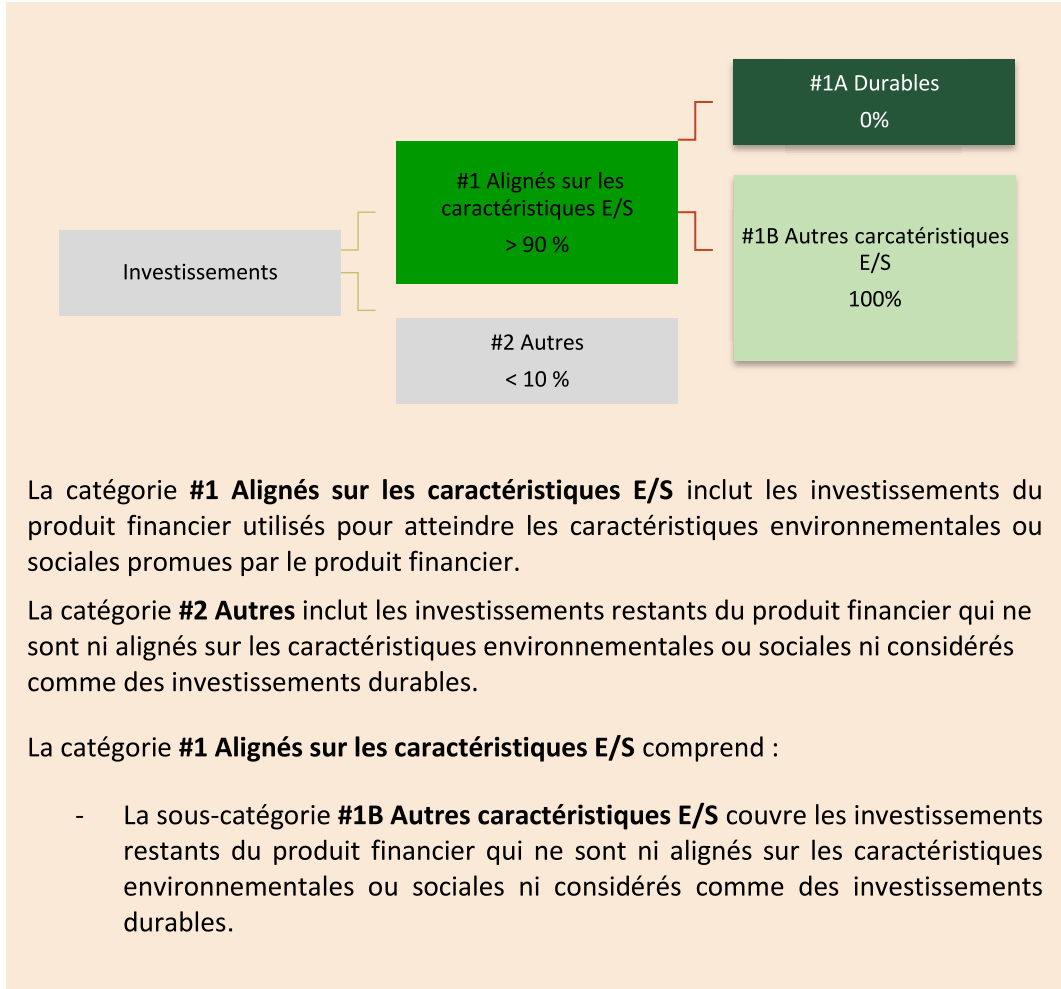 #1A Durables
0%
#1 Alignés sur les
caractéristiques E/S
> 90 %
#1B Autres carcatéristiques
E/S
100%
Investissements
#2 Autres
< 10 %
La catégorie #1 Alignés sur les caractéristiques E/S inclut les investissements du
produit financier utilisés pour atteindre les caractéristiques environnementales ou
sociales promues par le produit financier.
La catégorie #2 Autres inclut les investissements restants du produit financier qui ne
sont ni alignés sur les caractéristiques environnementales ou sociales ni considérés
comme des investissements durables.
La catégorie #1 Alignés sur les caractéristiques E/S comprend :
- La sous-catégorie #1B Autres caractéristiques E/S couvre les investissements
restants du produit financier qui ne sont ni alignés sur les caractéristiques
environnementales ou sociales ni considérés comme des investissements
durables.